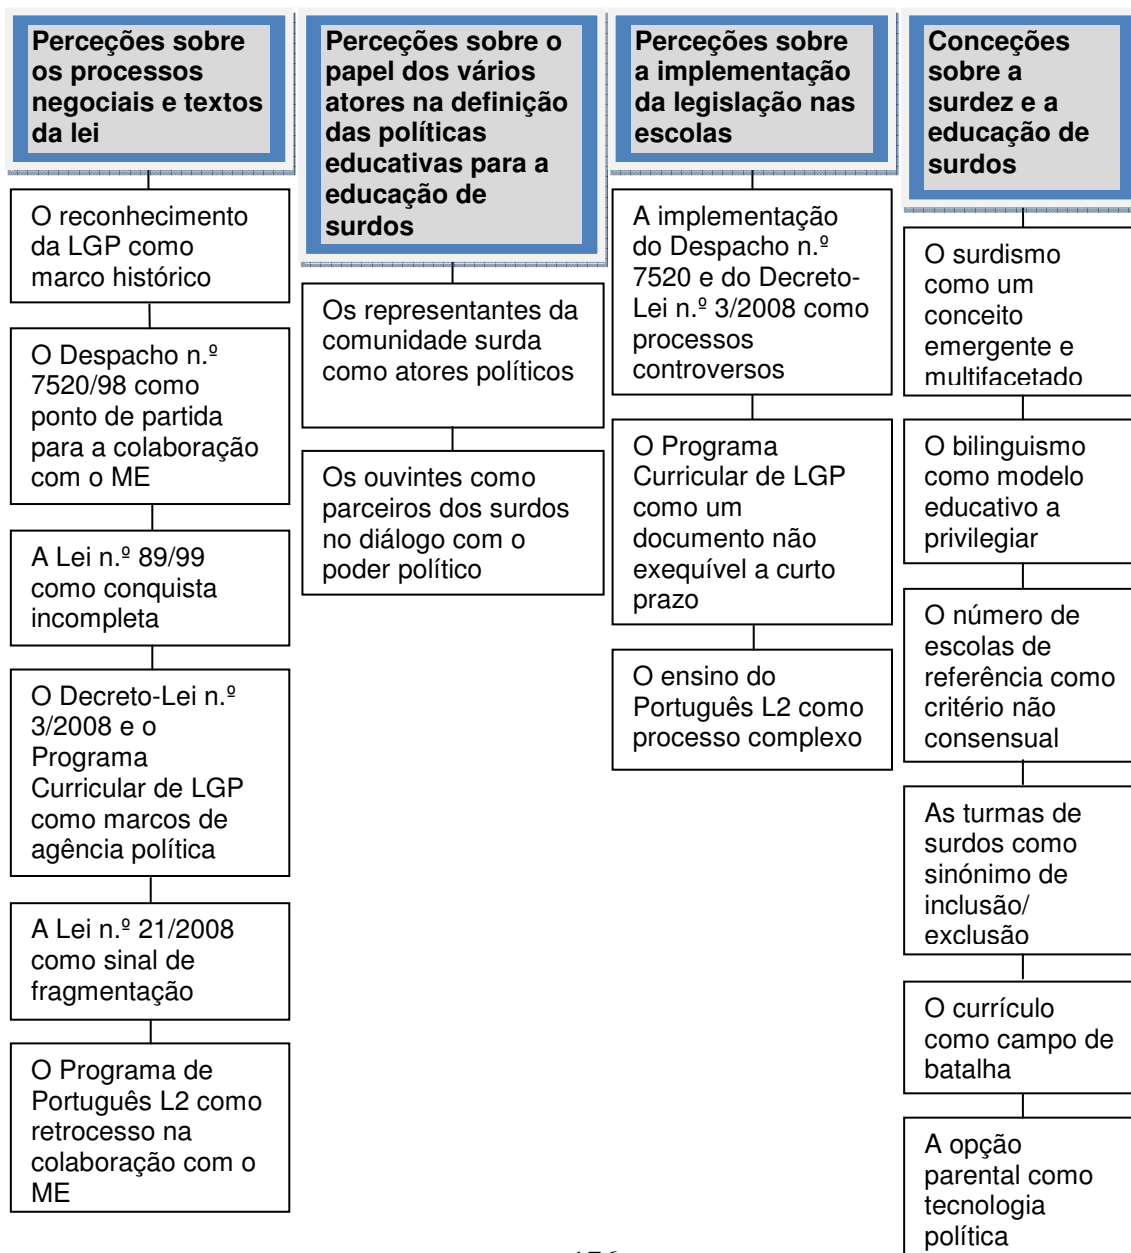 Perceções sobre
os processos
negociais e textos
da lei
O reconhecimento
da LGP como
marco histórico
O Despacho n.º
7520/98 como
ponto de partida
para a colaboração
com o ME
A Lei n.º 89/99
como conquista
incompleta
O Decreto-Lei n.º
3/2008 e o
Programa
Curricular de LGP
como marcos de
agência política
A Lei n.º 21/2008
como sinal de
fragmentação
O Programa de
Português L2 como
retrocesso na
colaboração com o
ME
Perceções sobre o
papel dos vários
atores na definição
das políticas
educativas para a
educação de
surdos
Os representantes da
comunidade surda
como atores políticos
Os ouvintes como
parceiros dos surdos
no diálogo com o
poder político
Perceções sobre
a implementação
da legislação nas
escolas
A implementação
do Despacho n.º
7520 e do Decreto-
Lei n.º 3/2008 como
processos
controversos
O Programa
Curricular de LGP
como um
documento não
exequível a curto
prazo
O ensino do
Português L2 como
processo complexo
Conceções
sobre a
surdez e a
educação de
surdos
O surdismo
como um
conceito
emergente e
multifacetado
O bilinguismo
como modelo
educativo a
privilegiar
O número de
escolas de
referência como
critério não
consensual
As turmas de
surdos como
sinónimo de
inclusão/
exclusão
O currículo
como campo de
batalha
A opção
parental como
tecnologia
política